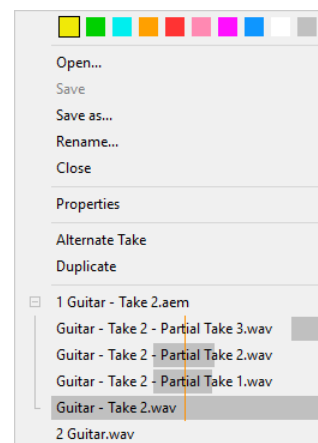 Open...
Save
Save as...
Rename...
Close
Properties
Alternate Take
Duplicate
1 Guitar - Take 2.aem
Guitar - Take 2 - Partial Take 3.wav
Guitar - Take 2 - Partial Take 2.wav
Guitar - Take 2 - Partial Take 1.wav
Guitar - Take 2.wav
2 Guitar.wav